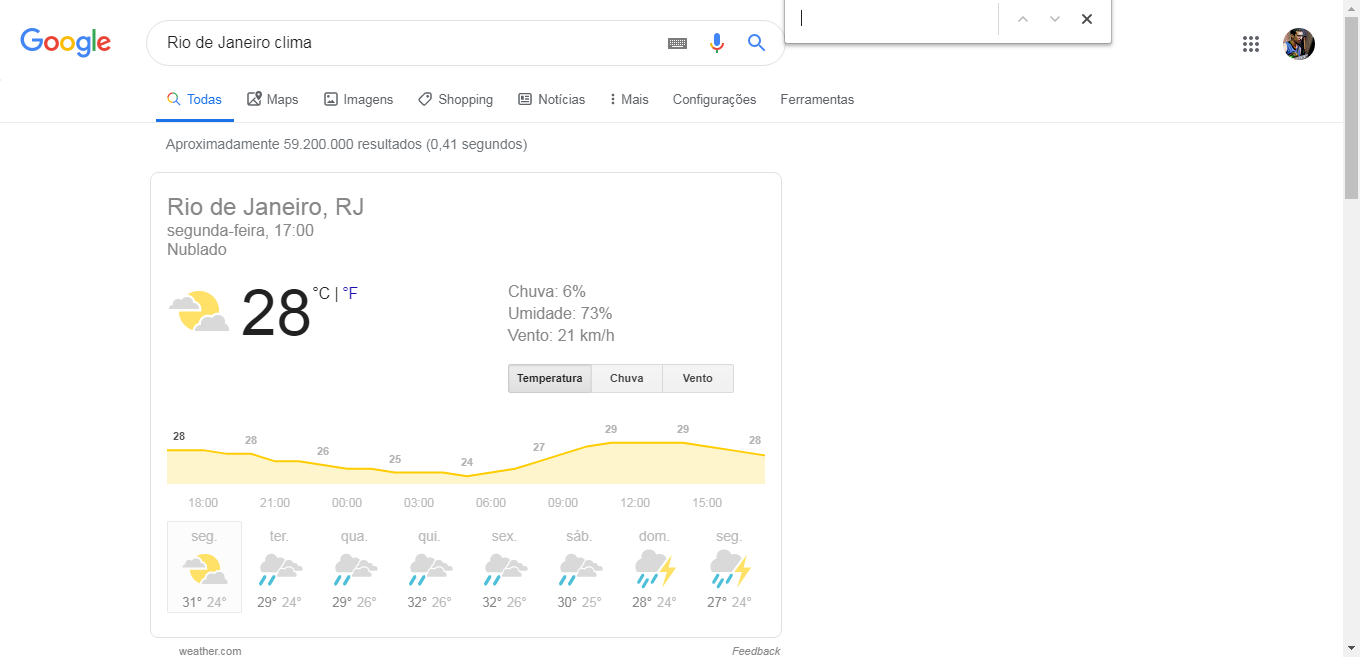 Google
Rio de Janeiro clima
Todas Maps Imagens Shopping Notícias Mais Configurações Ferramentas
Aproximadamente 59.200.000 resultados (0,41 segundos)
Rio de Janeiro, RJ
segunda-feira, 17:00
Nublado
28 °C | °F
Chuva: 6%
Umidade: 73%
Vento: 21 km/h
Temperatura Chuva Vento
28 28 26 25 24 27 29 29 28
18:00 21:00 00:00 03:00 06:00 09:00 12:00 15:00
seg. ter. qua. qui. sex. sáb. dom. seg.
31° 24° 29° 24° 29° 26° 32° 26° 32° 26° 30° 25° 28° 24° 27° 24°
weather.com Feedback